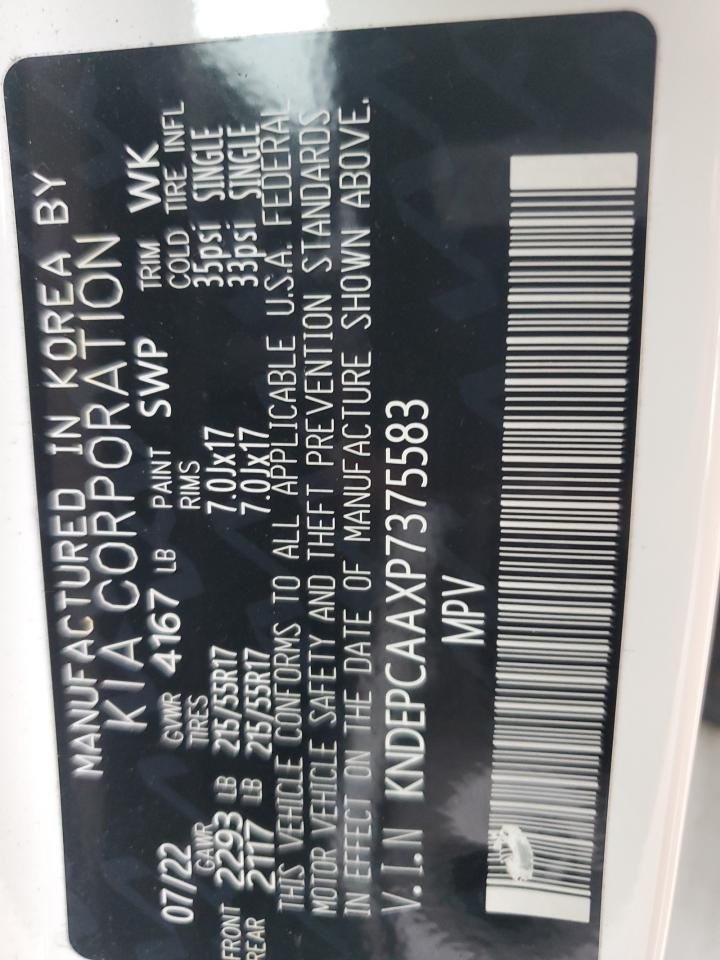 MANUFACTURED IN KOREA BY
KIA CORPORATION
07/22 GVWR 4167 LB PAINT SWP TRIM WK
GAWR TIRES RIMS COLD TIRE INFL
FRONT 2293 LB 215/55R17 7.0Jx17 35psi SINGLE
REAR 2117 LB 215/55R17 7.0Jx17 33psi SINGLE
THIS VEHICLE CONFORMS TO ALL APPLICABLE U.S.A. FEDERAL
MOTOR VEHICLE SAFETY AND THEFT PREVENTION STANDARDS
IN EFFECT ON THE DATE OF MANUFACTURE SHOWN ABOVE.
V.I.N KNDEPCAAXP7375583
MPV